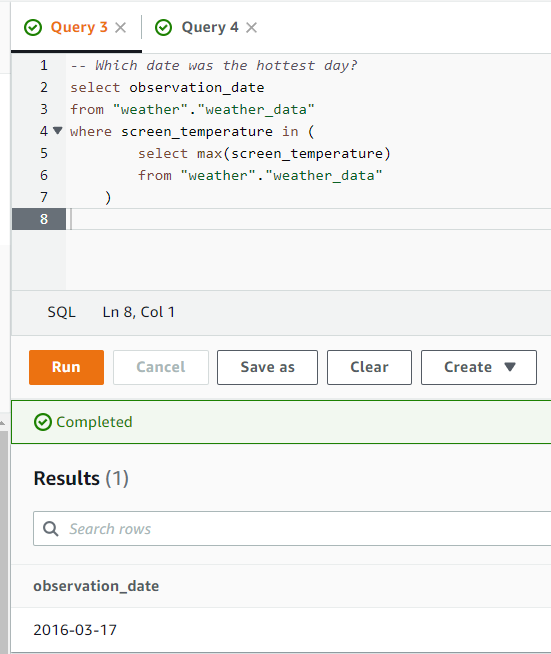 Query 3
Query 4
1 -- Which date was the hottest day?
2 select observation_date
3 from "weather"."weather_data"
4 where screen_temperature in (
5 select max(screen_temperature)
6 from "weather"."weather_data"
7 )
8
SQL Ln 8, Col 1
Run Cancel Save as Clear Create
Completed
Results (1)
Search rows
observation_date
2016-03-17